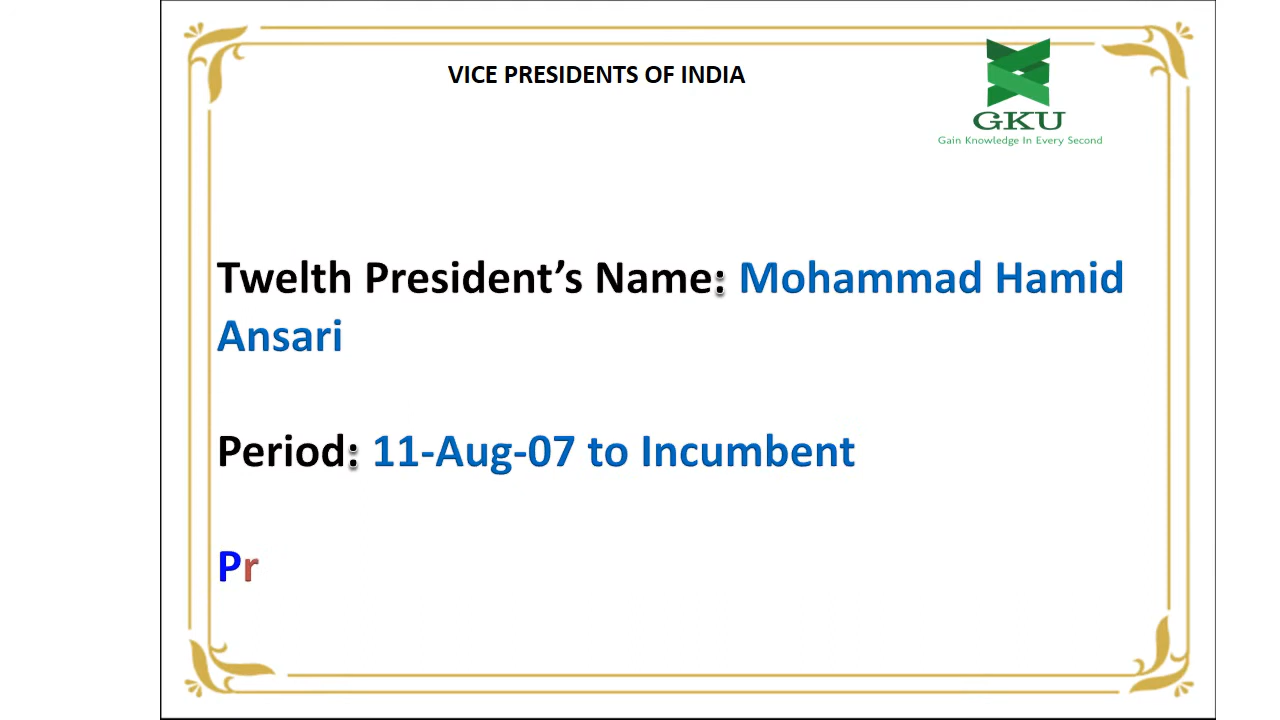 VICE PRESIDENTS OF INDIA
GKU
Gain Knowledge In Every Second
Twelth President’s Name: Mohammad Hamid
Ansari
Period: 11-Aug-07 to Incumbent
Pr